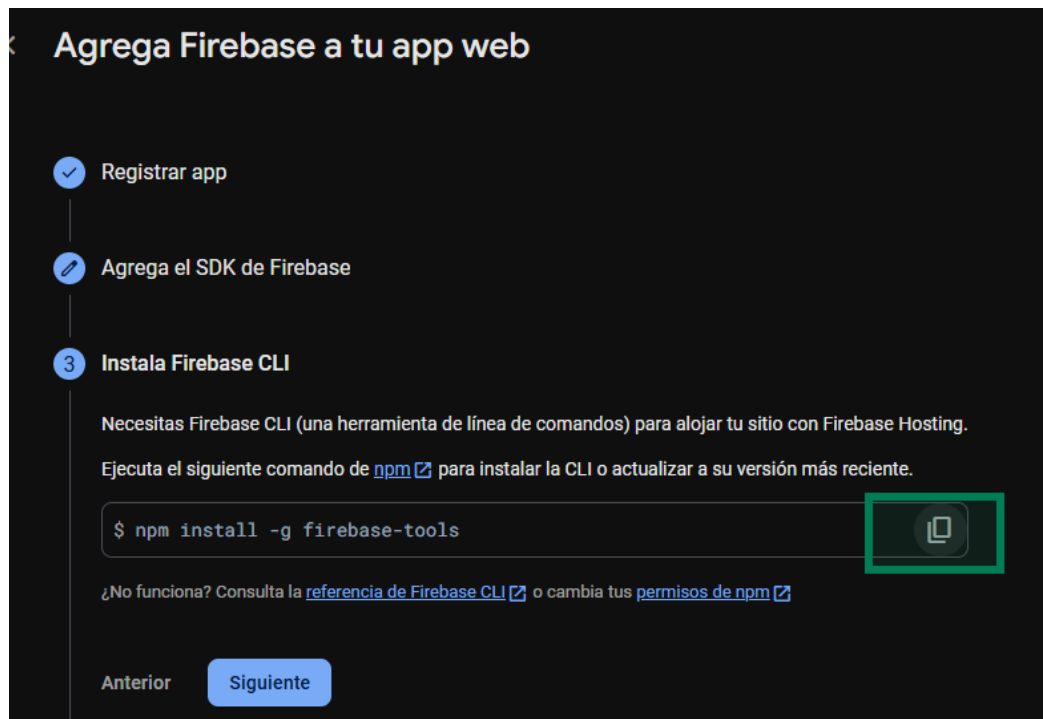 Agrega Firebase a tu app web
Registrar app
Agrega el SDK de Firebase
3 Instala Firebase CLI
Necesitas Firebase CLI (una herramienta de línea de comandos) para alojar tu sitio con Firebase Hosting.
Ejecuta el siguiente comando de npm para instalar la CLI o actualizar a su versión más reciente.
$ npm install -g firebase-tools
¿No funciona? Consulta la referencia de Firebase CLI o cambia tus permisos de npm
Anterior Siguiente